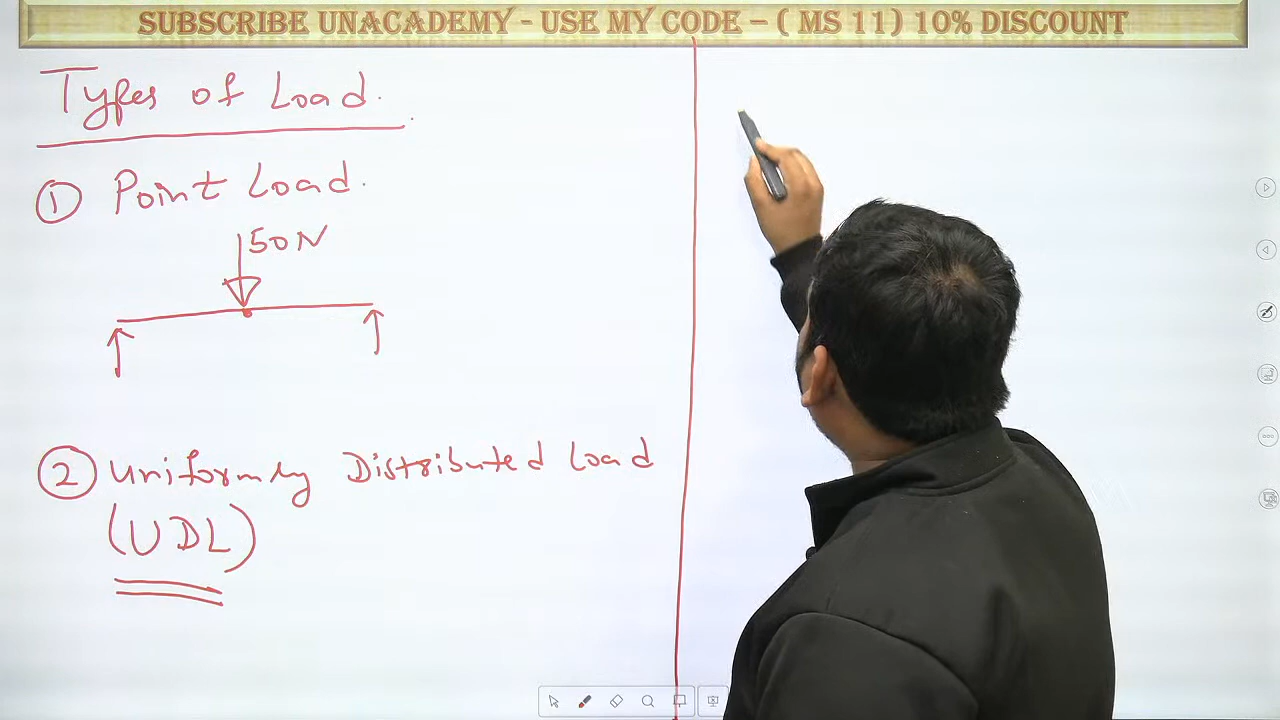 SUBSCRIBE UNACADEMY - USE MY CODE – ( MS 11) 10% DISCOUNT
Types of Load.
① Point Load.
50N
② Uniformly Distributed Load
(UDL)